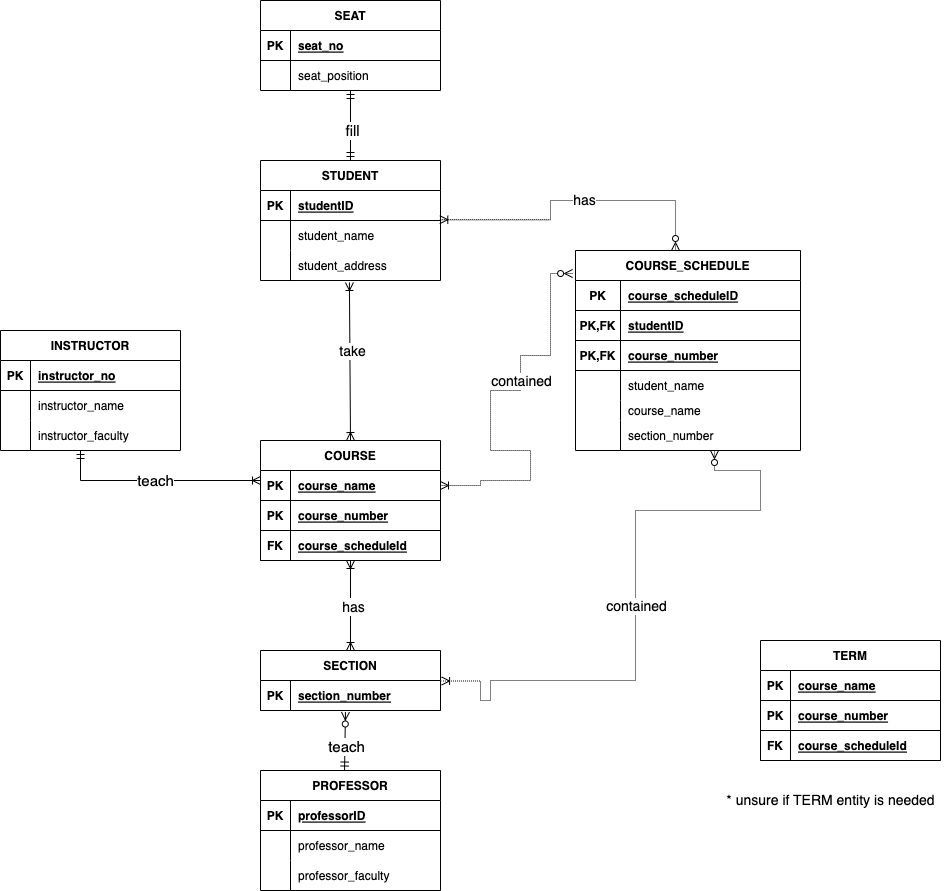 SEAT
PK seat_no
seat_position
fill
STUDENT
PK studentID
student_name
student_address
has
COURSE_SCHEDULE
PK course_scheduleID
PK,FK studentID
PK,FK course_number
student_name
course_name
section_number
take
contained
INSTRUCTOR
PK instructor_no
instructor_name
instructor_faculty
teach
COURSE
PK course_name
PK course_number
FK course_scheduleId
has
contained
SECTION
PK section_number
teach
PROFESSOR
PK professorID
professor_name
professor_faculty
TERM
PK course_name
PK course_number
FK course_scheduleId
* unsure if TERM entity is needed